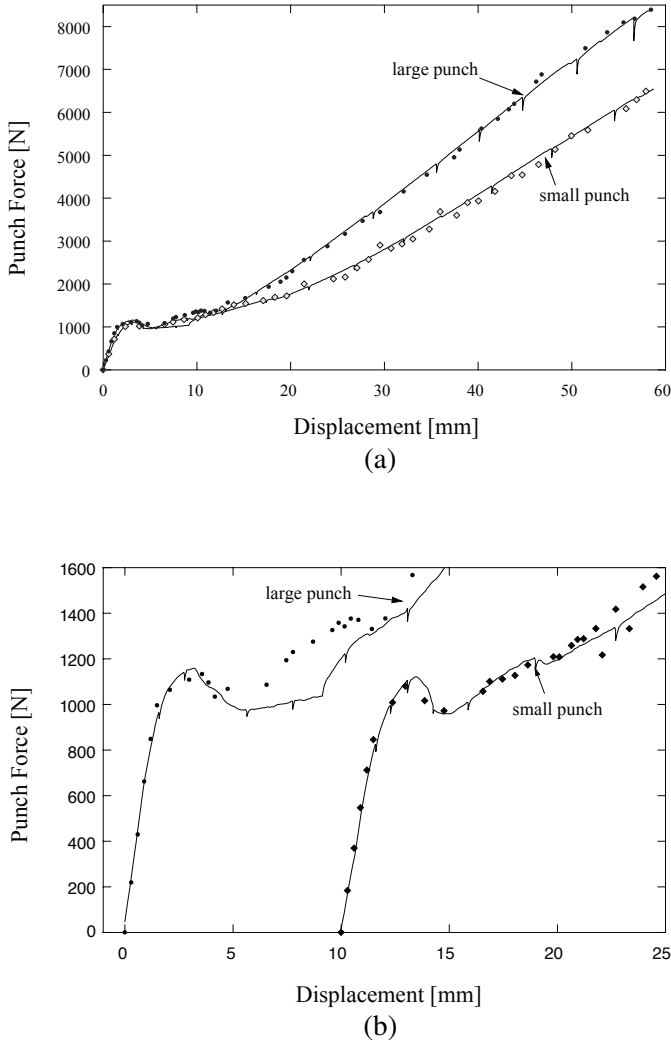 8000
7000
6000
5000
4000
3000
2000
1000
0
Punch Force [N]
large punch
small punch
0 10 20 30 40 50 60
Displacement [mm]
(a)
1600
1400
1200
1000
800
600
400
200
0
Punch Force [N]
large punch
small punch
0 5 10 15 20 25
Displacement [mm]
(b)